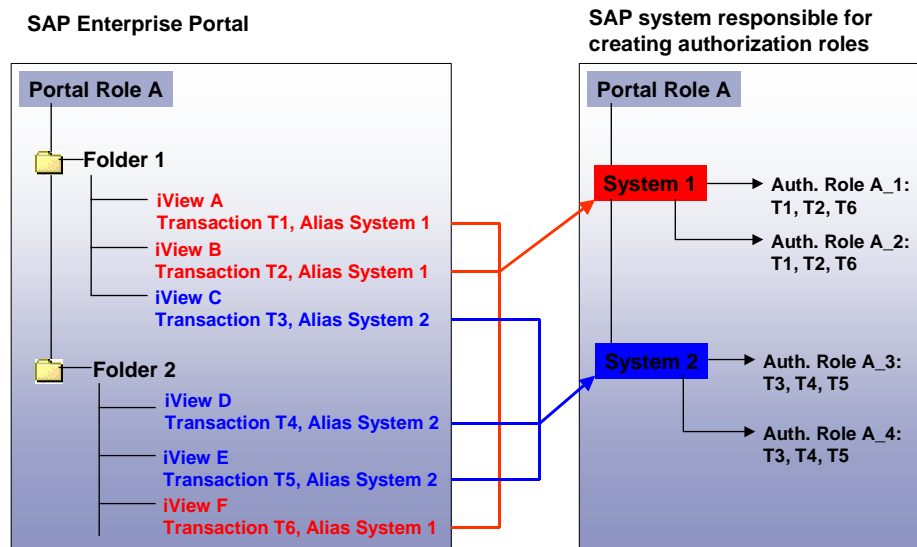 SAP Enterprise Portal
SAP system responsible for
creating authorization roles
Portal Role A
Folder 1
iView A
Transaction T1, Alias System 1
iView B
Transaction T2, Alias System 1
iView C
Transaction T3, Alias System 2
Folder 2
iView D
Transaction T4, Alias System 2
iView E
Transaction T5, Alias System 2
iView F
Transaction T6, Alias System 1
Portal Role A
System 1
Auth. Role A_1:
T1, T2, T6
Auth. Role A_2:
T1, T2, T6
System 2
Auth. Role A_3:
T3, T4, T5
Auth. Role A_4:
T3, T4, T5